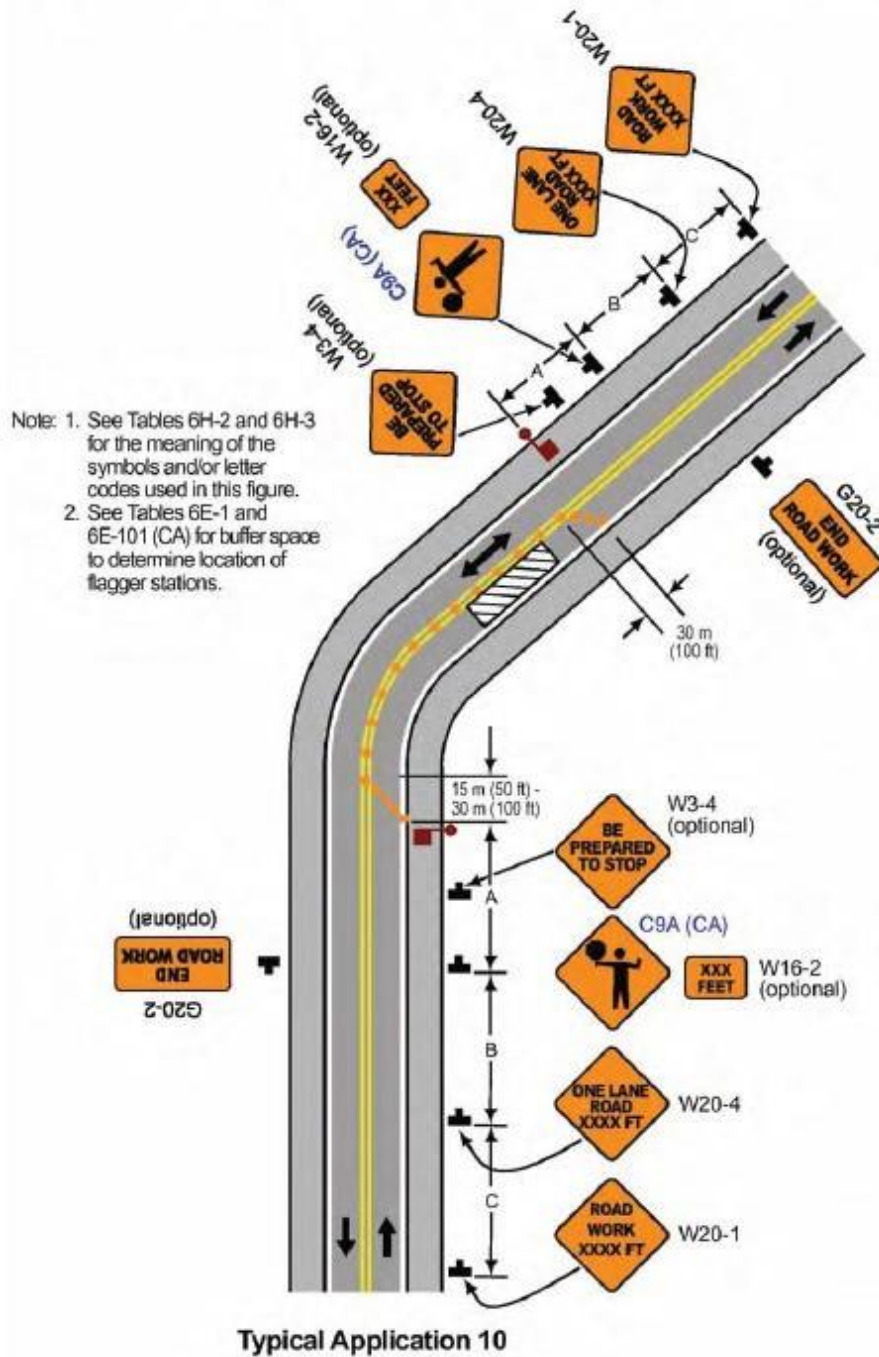 W20-1
ROAD
WORK
XXXX FT
W20-4
ONE LANE
ROAD
XXXX FT
W16-2
(optional)
XXX
FEET
C9A (CA)
W3-4
(optional)
BE
PREPARED
TO STOP
C
B
A
Note: 1. See Tables 6H-2 and 6H-3
for the meaning of the
symbols and/or letter
codes used in this figure.
2. See Tables 6E-1 and
6E-101 (CA) for buffer space
to determine location of
flagger stations.
G20-2
END
ROAD WORK
(optional)
30 m
(100 ft)
15 m (50 ft) -
30 m (100 ft)
A
BE
PREPARED
TO STOP
W3-4
(optional)
C9A (CA)
XXX
FEET
W16-2
(optional)
G20-2
END
ROAD WORK
(optional)
B
ONE LANE
ROAD
XXXX FT
W20-4
C
ROAD
WORK
XXXX FT
W20-1
Typical Application 10